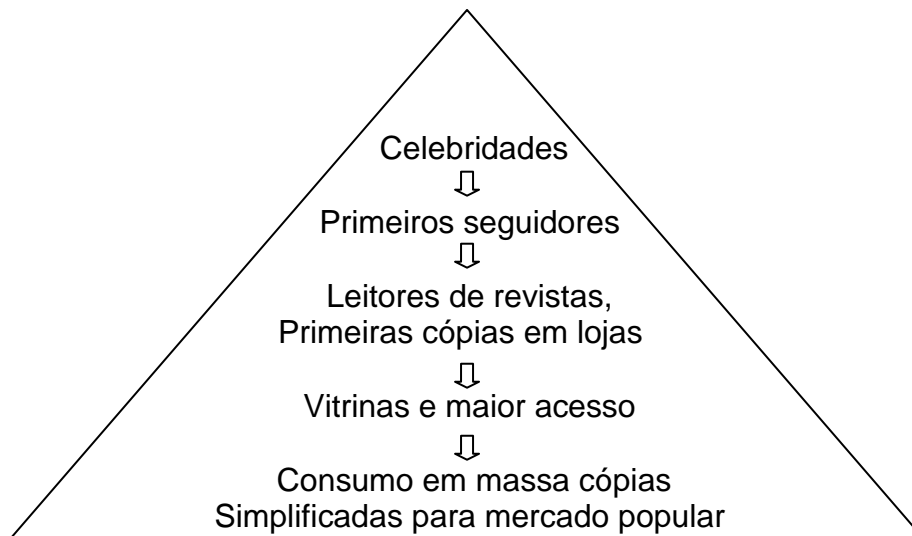 Celebridades
Primeiros seguidores
Leitores de revistas,
Primeiras cópias em lojas
Vitrinas e maior acesso
Consumo em massa cópias
Simplificadas para mercado popular